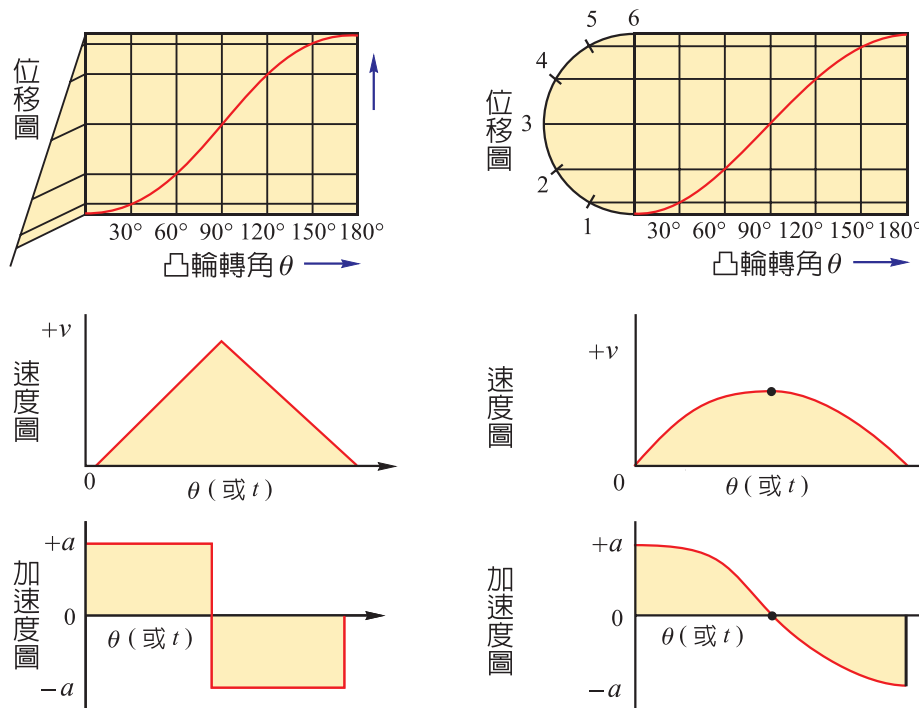 位移圖
30° 60° 90° 120° 150° 180°
凸輪轉角 θ
+v
速度圖
0
θ (或 t)
+a
加速度圖
0
θ (或 t)
−a
5 6
4
位移圖
3
2
1
30° 60° 90° 120° 150° 180°
凸輪轉角 θ
+v
速度圖
0
θ (或 t)
+a
加速度圖
0
θ (或 t)
−a